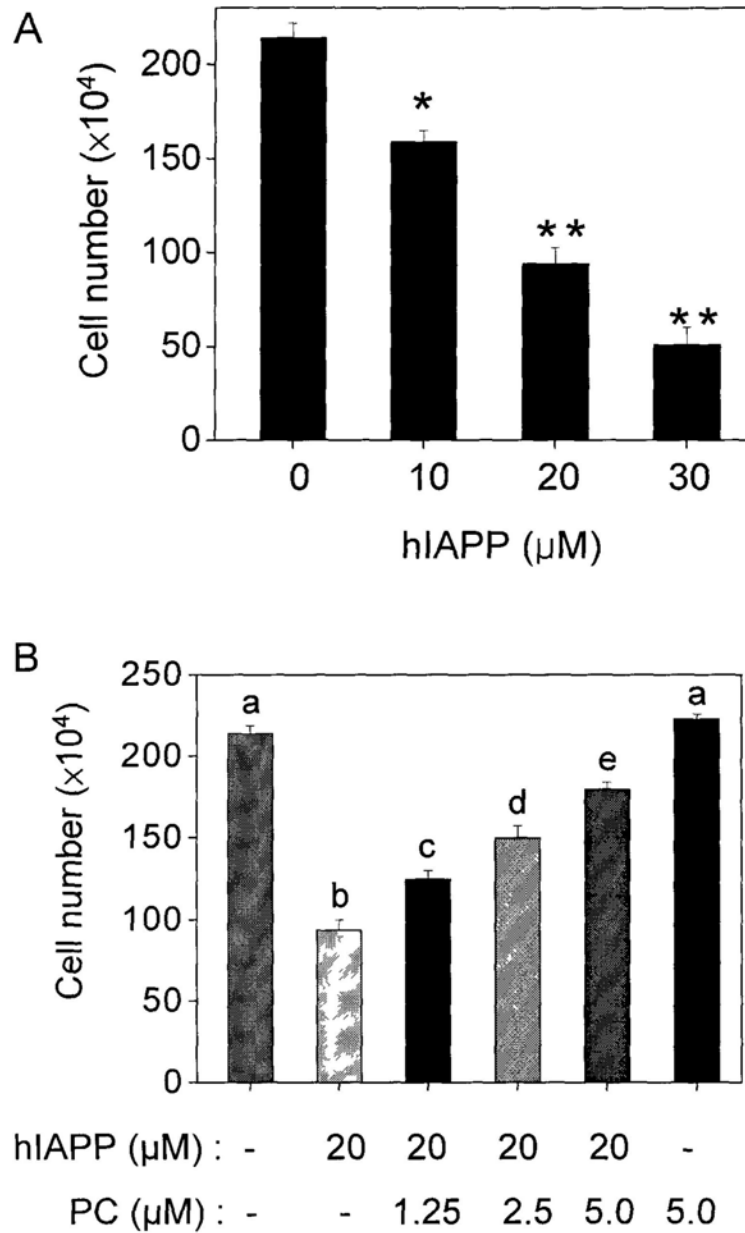 A
Cell number (×10⁴)
200
150
100
50
0
*
**
**
0 10 20 30
hIAPP (µM)
B
Cell number (×10⁴)
250
200
150
100
50
0
a
b
c
d
e
a
hIAPP (µM) : - 20 20 20 20 -
PC (µM) : - - 1.25 2.5 5.0 5.0